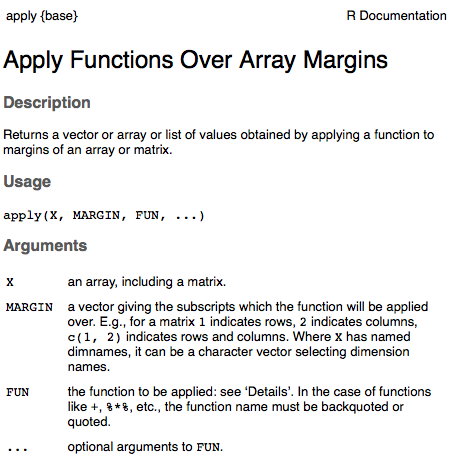 apply {base} R Documentation
Apply Functions Over Array Margins
Description
Returns a vector or array or list of values obtained by applying a function to
margins of an array or matrix.
Usage
apply(X, MARGIN, FUN, ...)
Arguments
X an array, including a matrix.
MARGIN a vector giving the subscripts which the function will be applied
over. E.g., for a matrix 1 indicates rows, 2 indicates columns,
c(1, 2) indicates rows and columns. Where X has named
dimnames, it can be a character vector selecting dimension
names.
FUN the function to be applied: see ‘Details’. In the case of functions
like +, %*%, etc., the function name must be backquoted or
quoted.
... optional arguments to FUN.